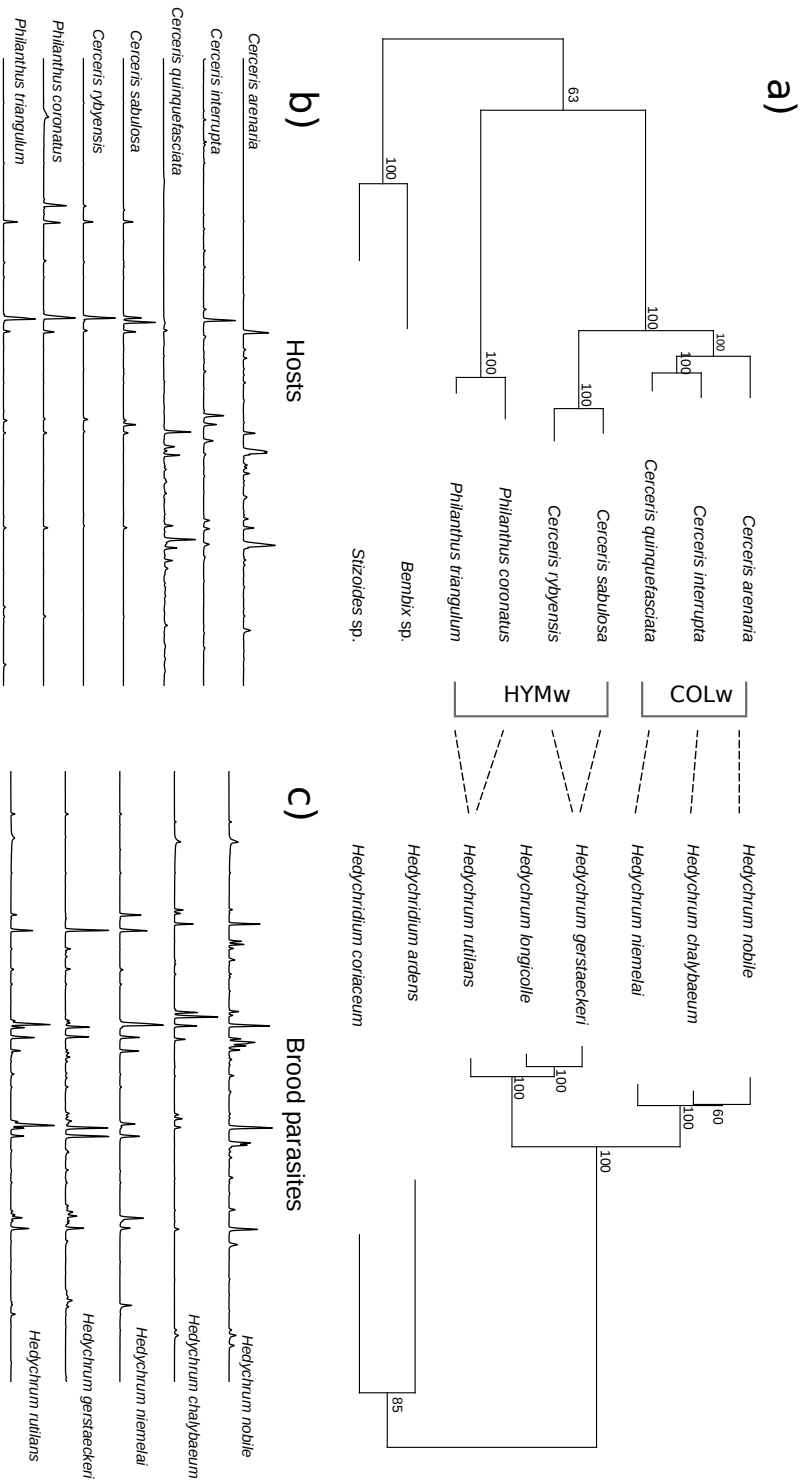 a)
63
100
100
100
100
100
100
Cerceris arenaria
Cerceris interrupta
Cerceris quinquefasciata
Cerceris sabulosa
Cerceris rybyensis
Philanthus coronatus
Philanthus triangulum
Bembix sp.
Stizoides sp.
COLw
HYMw
Hedychrum nobile
Hedychrum chalybaeum
Hedychrum niemelai
Hedychrum gerstaeckeri
Hedychrum longicolle
Hedychrum rutilans
Hedychridium ardens
Hedychridium coriaceum
60
100
100
100
100
85
b)
Hosts
Cerceris arenaria
Cerceris interrupta
Cerceris quinquefasciata
Cerceris sabulosa
Cerceris rybyensis
Philanthus coronatus
Philanthus triangulum
c)
Brood parasites
Hedychrum nobile
Hedychrum chalybaeum
Hedychrum niemelai
Hedychrum gerstaeckeri
Hedychrum rutilans